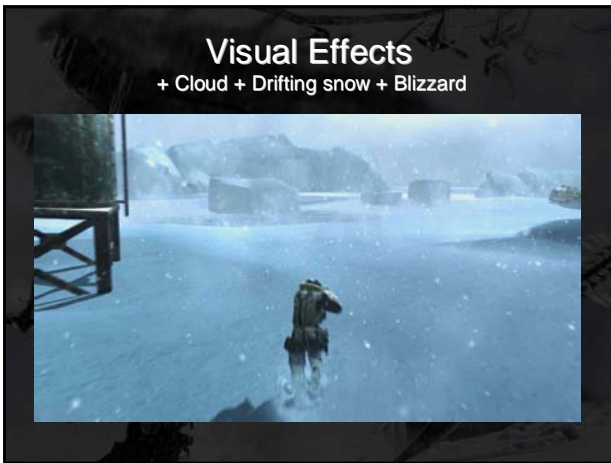 Visual Effects
+ Cloud + Drifting snow + Blizzard